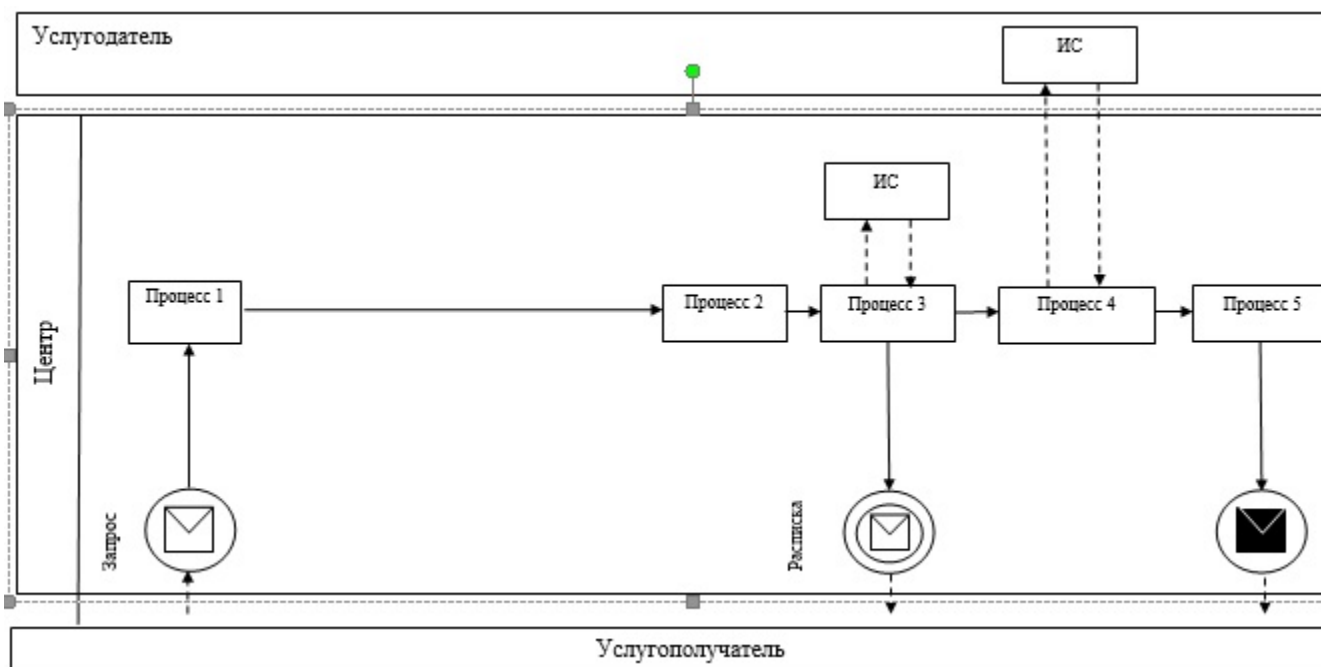 Услугодатель
ИС
ИС
Процесс 1
Процесс 2
Процесс 3
Процесс 4
Процесс 5
Центр
Запрос
Расписка
Услугополучатель